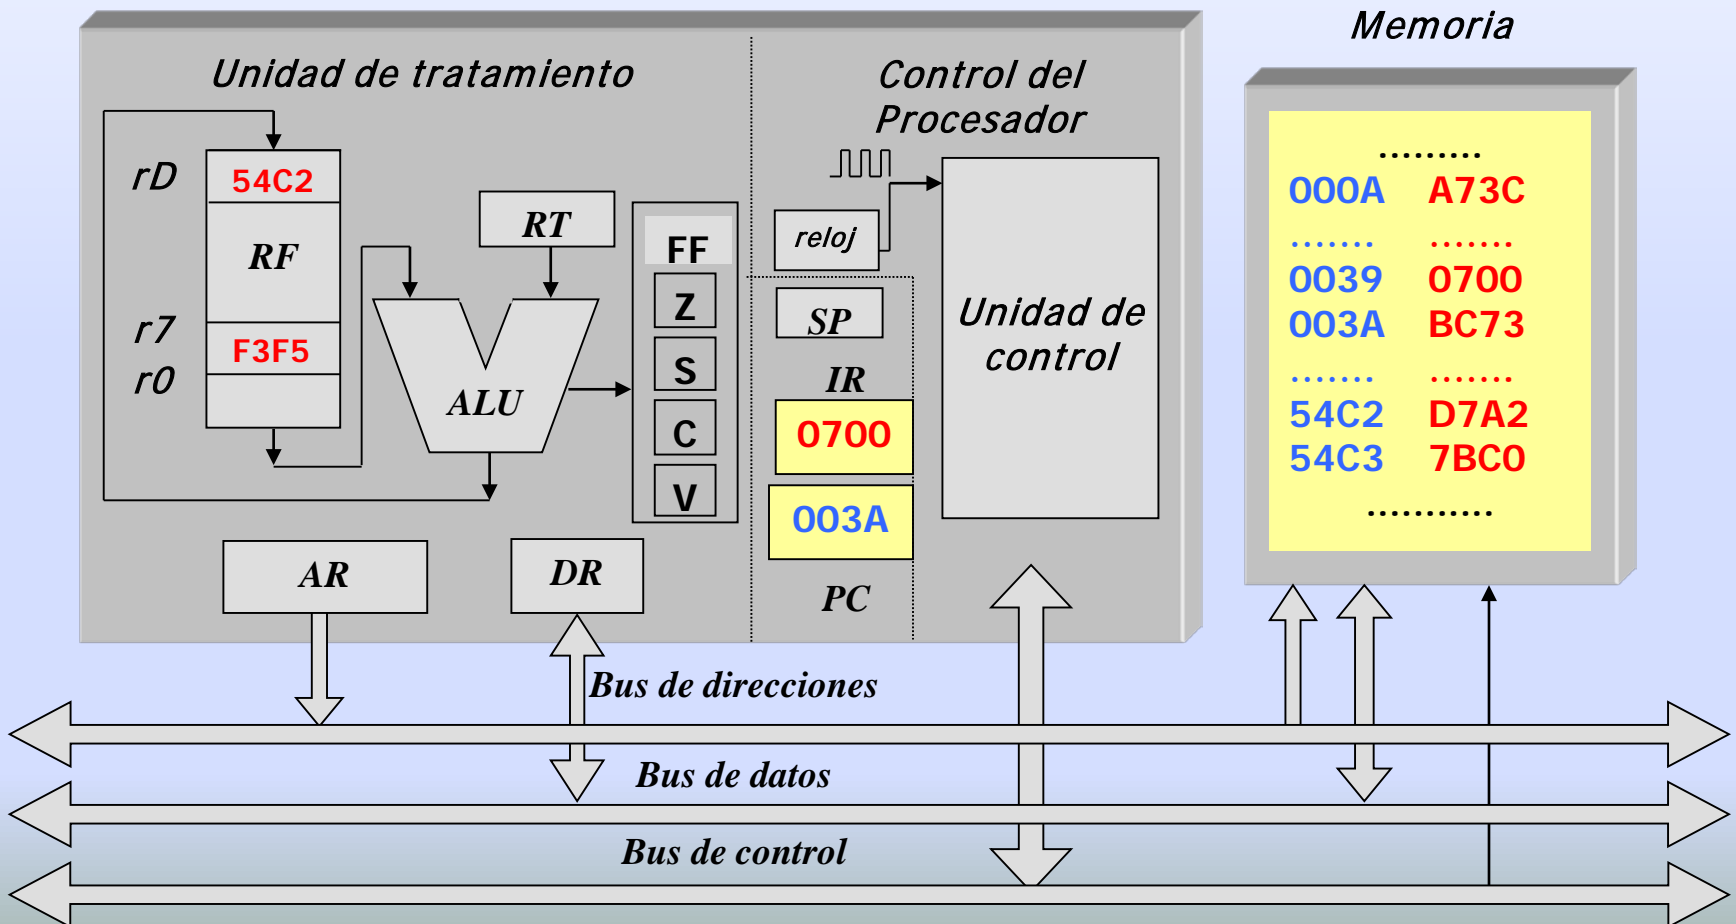 Memoria
Unidad de tratamiento
Control del
Procesador
rD
54C2
RF
r7
F3F5
r0
RT
ALU
FF
Z
S
C
V
reloj
SP
IR
0700
003A
PC
Unidad de
control
.........
000A A73C
....... .......
0039 0700
003A BC73
....... .......
54C2 D7A2
54C3 7BC0
...........
AR
DR
Bus de direcciones
Bus de datos
Bus de control